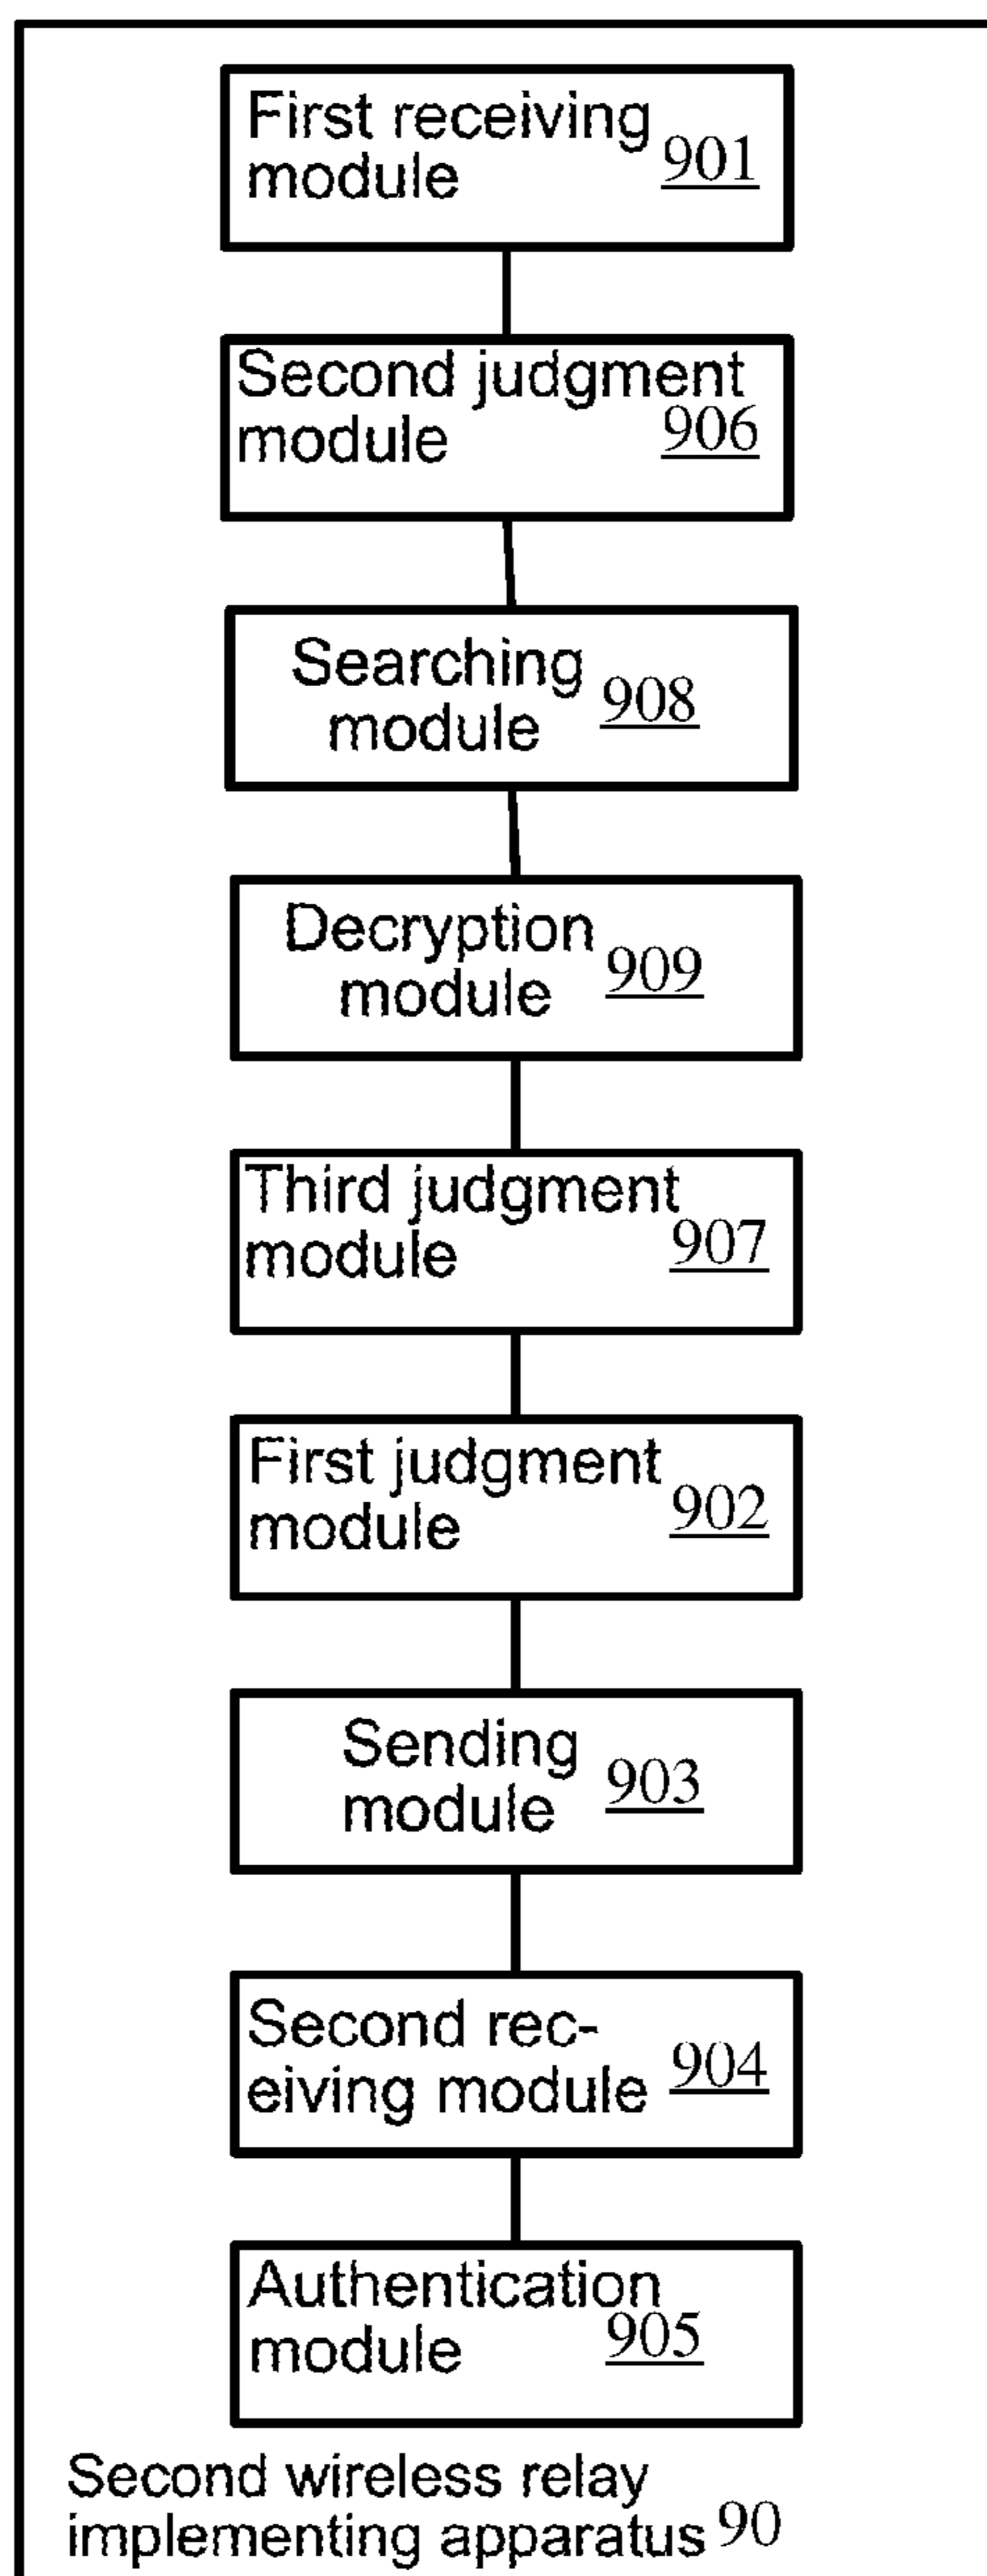 First receiving
module 901
Second judgment
module 906
Searching
module 908
Decryption
module 909
Third judgment
module 907
First judgment
module 902
Sending
module 903
Second rec-
eiving module 904
Authentication
module 905
Second wireless relay
implementing apparatus 90